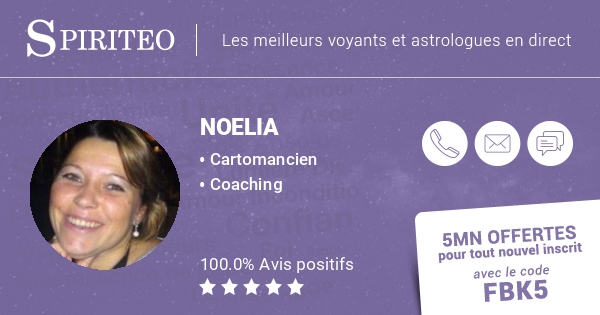 SPIRITEO
Les meilleurs voyants et astrologues en direct
NOELIA
• Cartomancien
• Coaching
100.0% Avis positifs
5MN OFFERTES
pour tout nouvel inscrit
avec le code
FBK5